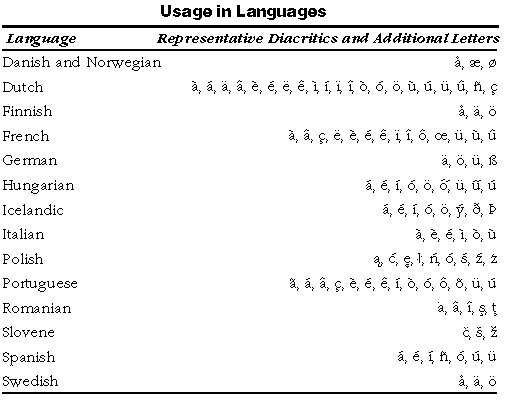 Usage in Languages
Language Representative Diacritics and Additional Letters
Danish and Norwegian å, æ, ø
Dutch à, á, ä, â, è, é, ë, ê, ì, í, ï, î, ò, ó, ö, ù, ú, ü, û, ñ, ç
Finnish å, ä, ö
French à, â, ç, ë, è, é, ê, ï, î, ô, œ, ü, ù, û
German ä, ö, ü, ß
Hungarian á, é, í, ó, ö, ő, ü, ű, ú
Icelandic á, é, í, ó, ö, ý, ð, Þ
Italian à, è, é, ì, ò, ù
Polish ą, ć, ę, ł, ń, ó, ś, ź, ż
Portuguese ã, á, â, ç, è, é, ê, í, ò, ó, ô, õ, ü, ú
Romanian â, î, ş, ţ
Slovene č, š, ž
Spanish á, é, í, ñ, ó, ú, ü
Swedish å, ä, ö